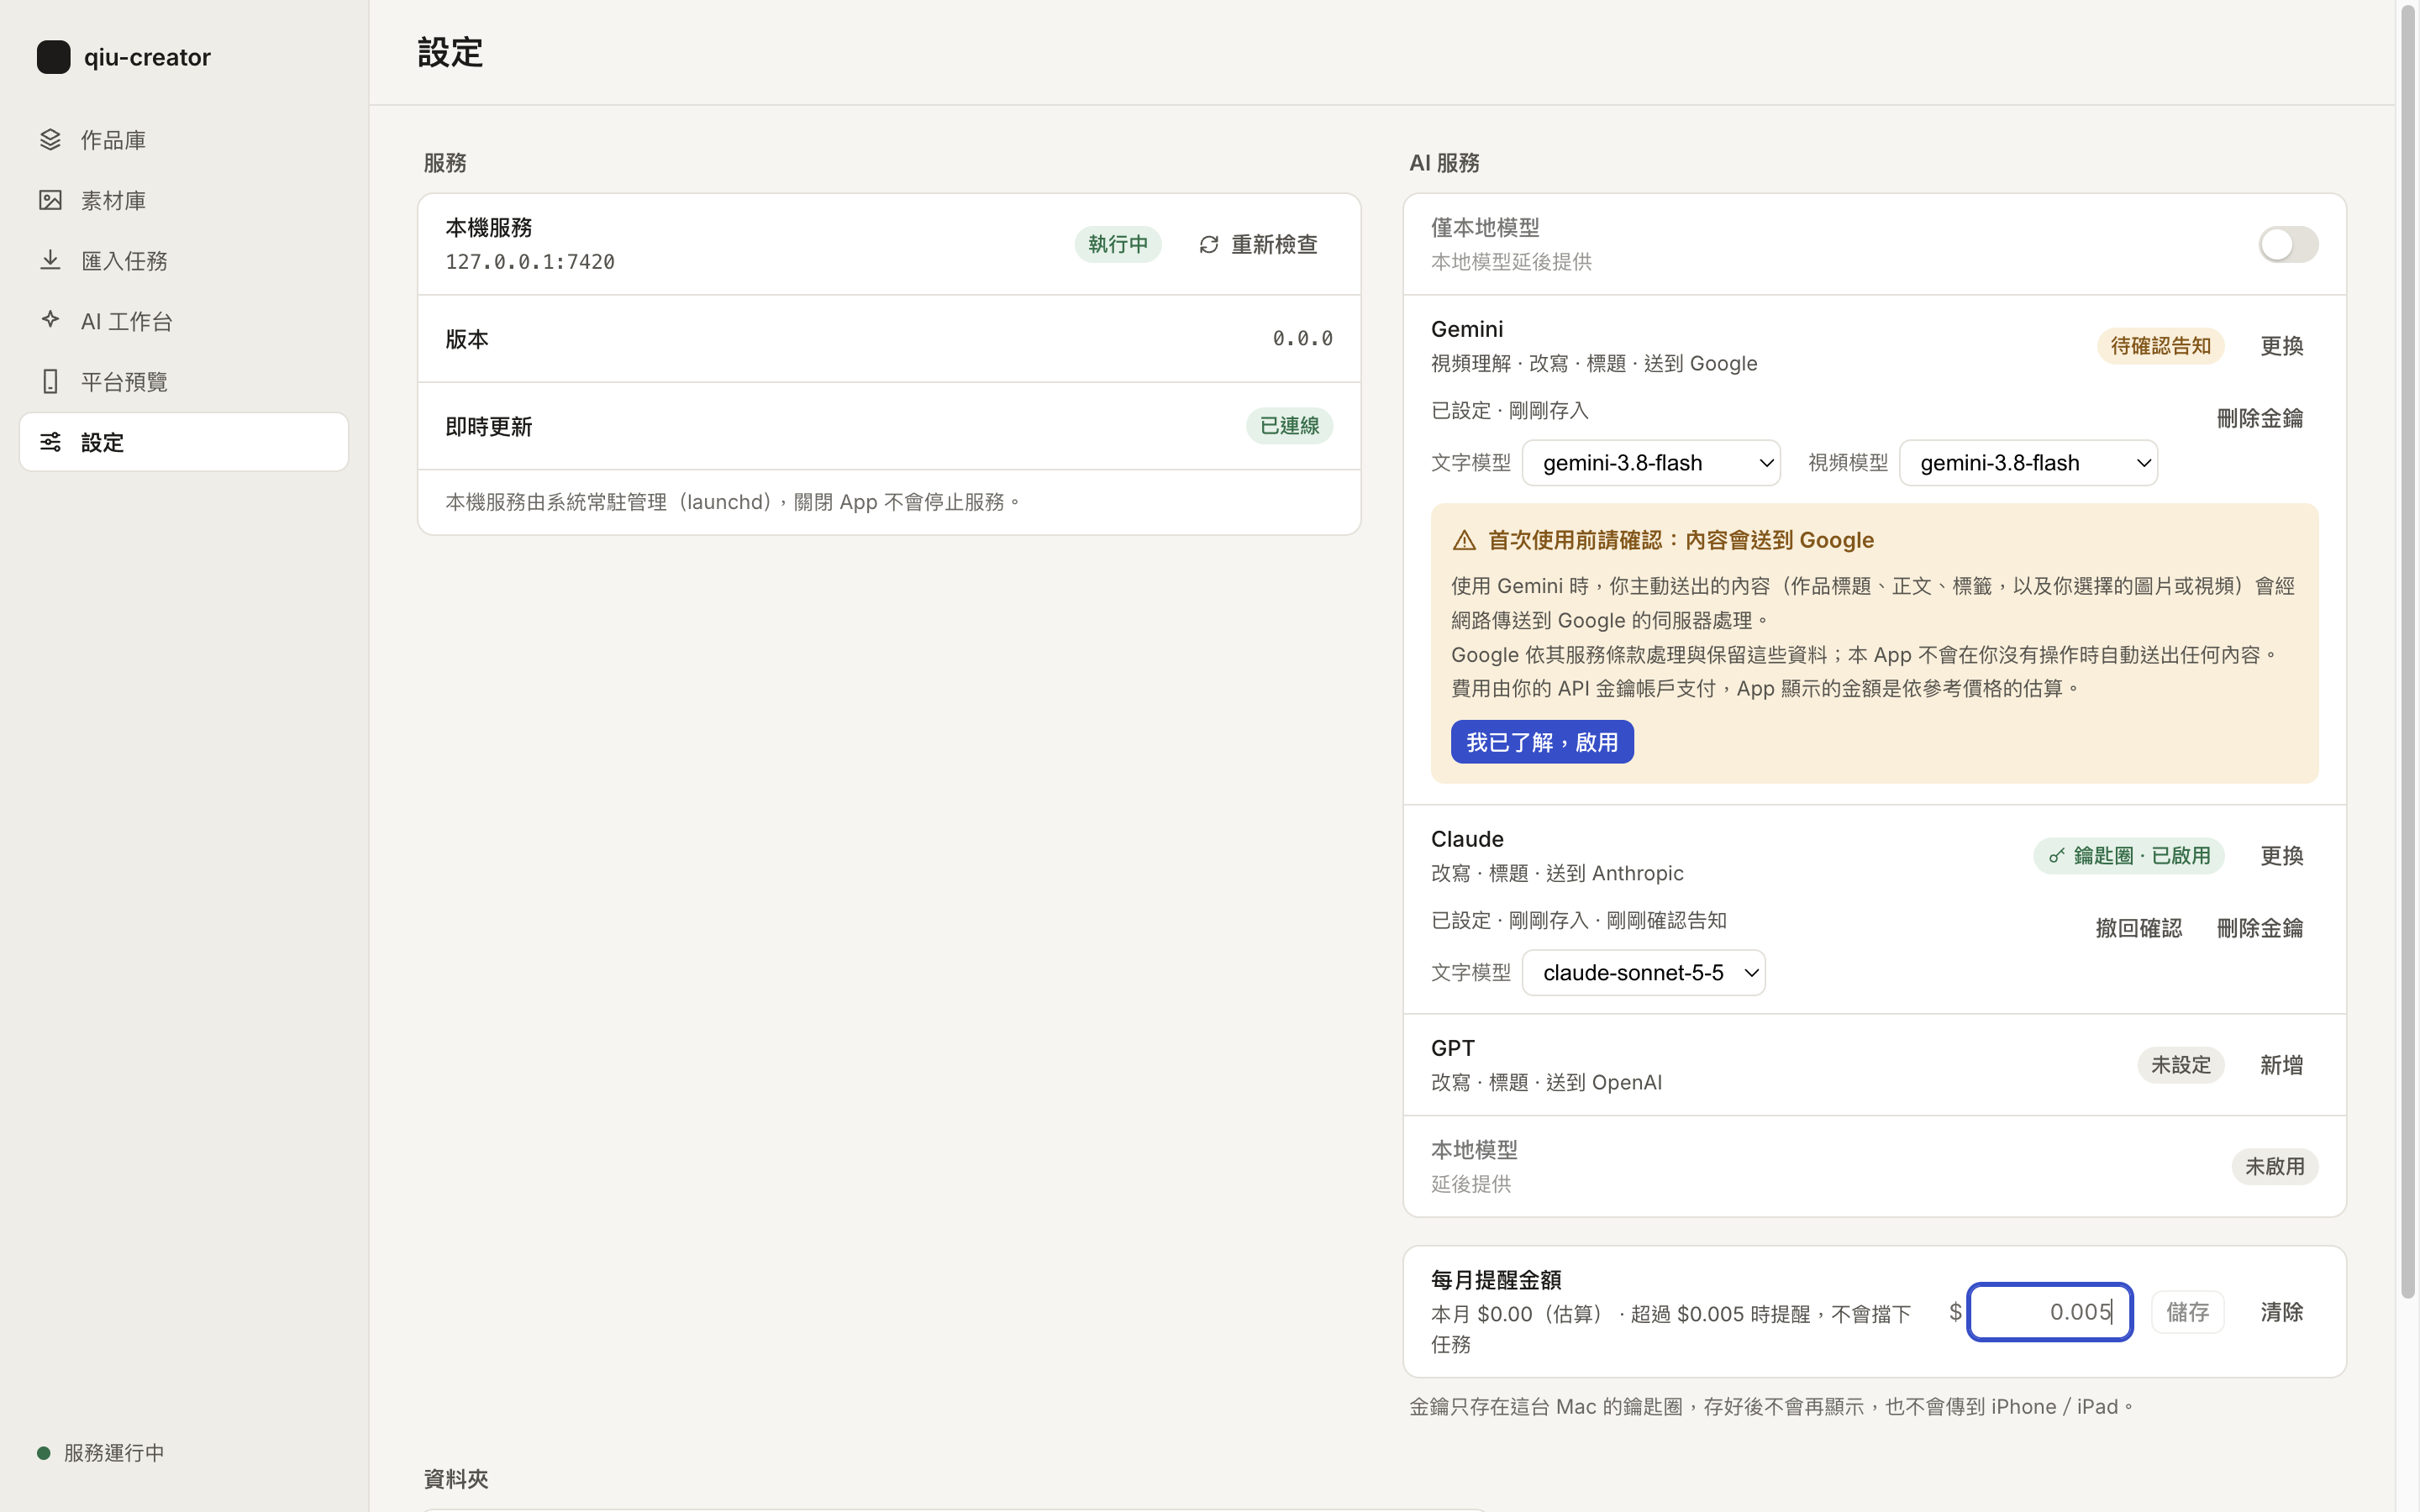 qiu-creator
作品庫
素材庫
匯入任務
AI 工作台
平台預覽
設定
服務運行中
設定
服務
本機服務
127.0.0.1:7420
執行中
重新檢查
版本
0.0.0
即時更新
已連線
本機服務由系統常駐管理（launchd），關閉 App 不會停止服務。
AI 服務
僅本地模型
本地模型延後提供
Gemini
視頻理解 · 改寫 · 標題 · 送到 Google
待確認告知
更換
已設定 · 剛剛存入
刪除金鑰
文字模型
gemini-3.8-flash
視頻模型
gemini-3.8-flash
首次使用前請確認：內容會送到 Google
使用 Gemini 時，你主動送出的內容（作品標題、正文、標籤，以及你選擇的圖片或視頻）會經
網路傳送到 Google 的伺服器處理。
Google 依其服務條款處理與保留這些資料；本 App 不會在你沒有操作時自動送出任何內容。
費用由你的 API 金鑰帳戶支付，App 顯示的金額是依參考價格的估算。
我已了解，啟用
Claude
改寫 · 標題 · 送到 Anthropic
鑰匙圈 · 已啟用
更換
已設定 · 剛剛存入 · 剛剛確認告知
撤回確認
刪除金鑰
文字模型
claude-sonnet-5-5
GPT
改寫 · 標題 · 送到 OpenAI
未設定
新增
本地模型
延後提供
未啟用
每月提醒金額
本月 $0.00（估算） · 超過 $0.005 時提醒，不會擋下
任務
$
0.005
儲存
清除
金鑰只存在這台 Mac 的鑰匙圈，存好後不會再顯示，也不會傳到 iPhone / iPad。
資料夾